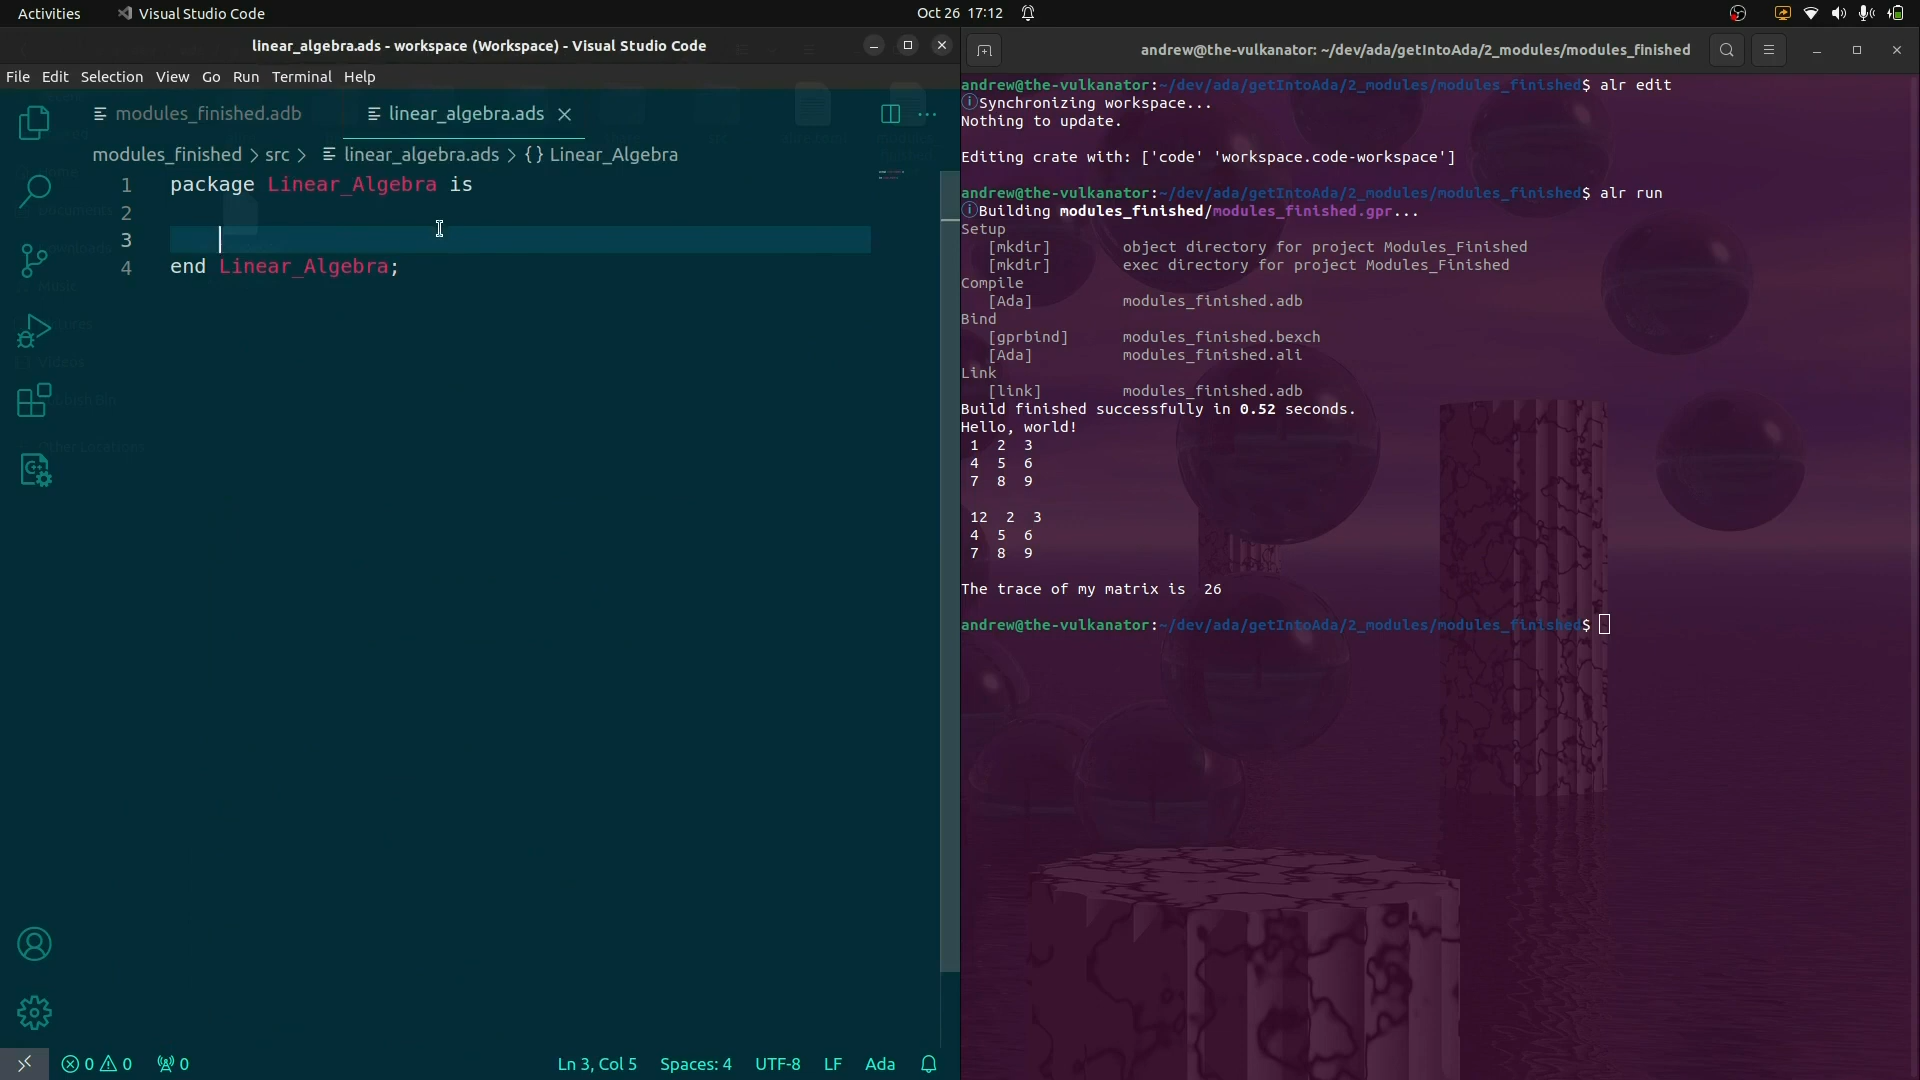 Activities Visual Studio Code Oct 26 17:12
linear_algebra.ads - workspace (Workspace) - Visual Studio Code
File Edit Selection View Go Run Terminal Help
modules_finished.adb linear_algebra.ads
modules_finished > src > linear_algebra.ads > {} Linear_Algebra
1 package Linear_Algebra is
2
3
4 end Linear_Algebra;
Ln 3, Col 5 Spaces: 4 UTF-8 LF Ada
0 0 0
andrew@the-vulkanator: ~/dev/ada/getIntoAda/2_modules/modules_finished
andrew@the-vulkanator:~/dev/ada/getIntoAda/2_modules/modules_finished$ alr edit
ⓘSynchronizing workspace...
Nothing to update.
Editing crate with: ['code' 'workspace.code-workspace']
andrew@the-vulkanator:~/dev/ada/getIntoAda/2_modules/modules_finished$ alr run
ⓘBuilding modules_finished/modules_finished.gpr...
Setup
[mkdir] object directory for project Modules_Finished
[mkdir] exec directory for project Modules_Finished
Compile
[Ada] modules_finished.adb
Bind
[gprbind] modules_finished.bexch
[Ada] modules_finished.ali
Link
[link] modules_finished.adb
Build finished successfully in 0.52 seconds.
Hello, world!
1 2 3
4 5 6
7 8 9
12 2 3
4 5 6
7 8 9
The trace of my matrix is 26
andrew@the-vulkanator:~/dev/ada/getIntoAda/2_modules/modules_finished$